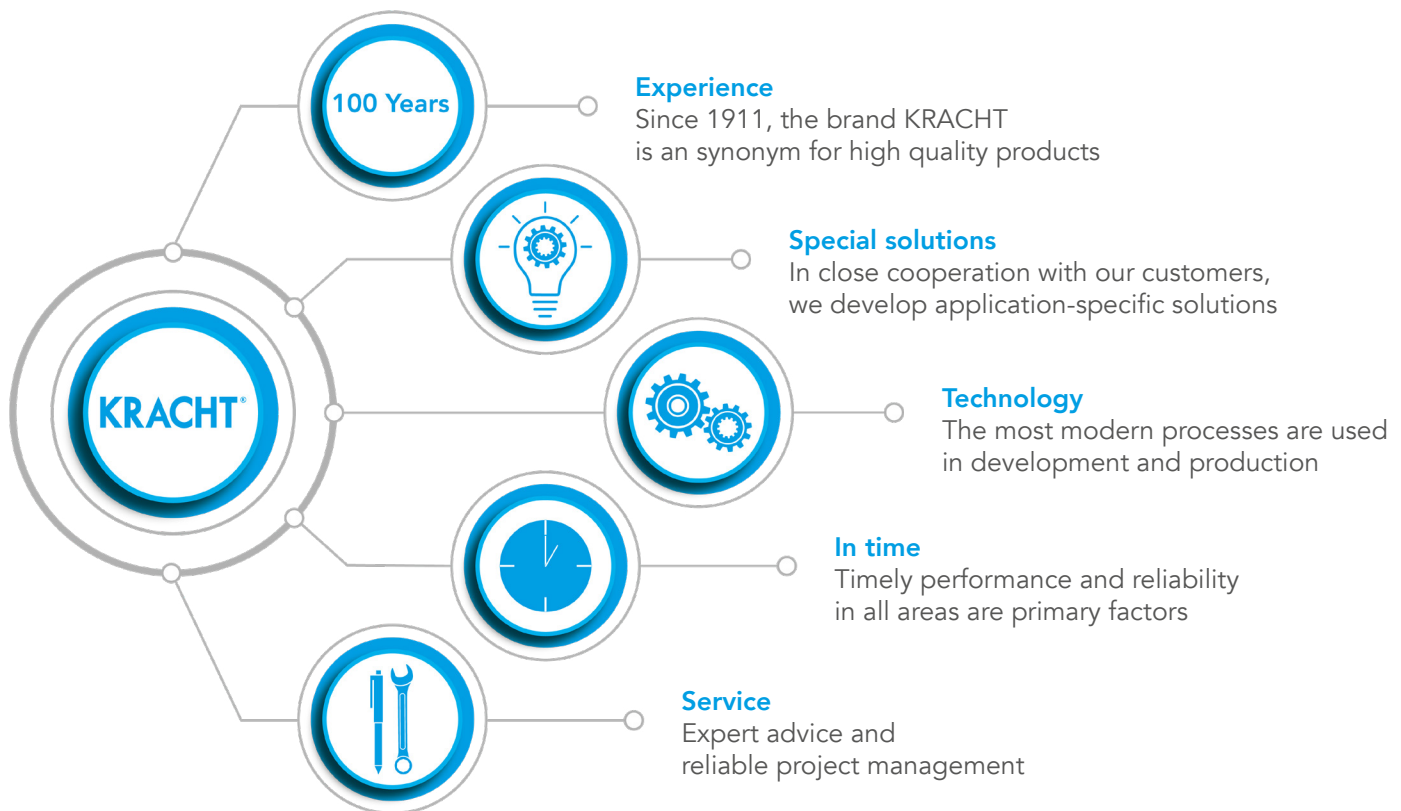 100 Years
Experience
Since 1911, the brand KRACHT
is an synonym for high quality products
Special solutions
In close cooperation with our customers,
we develop application-specific solutions
KRACHT®
Technology
The most modern processes are used
in development and production
In time
Timely performance and reliability
in all areas are primary factors
Service
Expert advice and
reliable project management